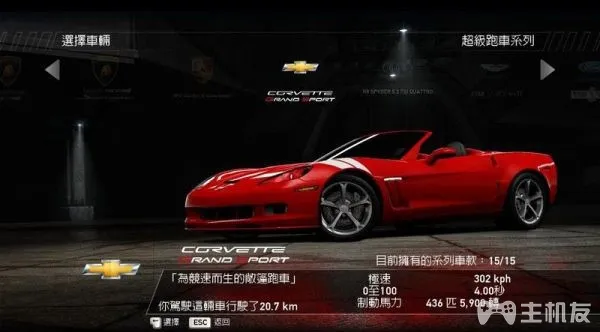 選擇車輛
超級跑車系列
CORVETTE
GRAND SPORT
R8 SPYDER 5.2 FSI QUATTRO
CORVETTE
GRAND SPORT
目前擁有的系列車款：15/15
「為競速而生的敞篷跑車」
極速 302 kph
0至100 4.00秒
你駕駛這輛車行駛了20.7 km
制動馬力 436 匹 5,900 轉
選擇 ESC 返回
主机友